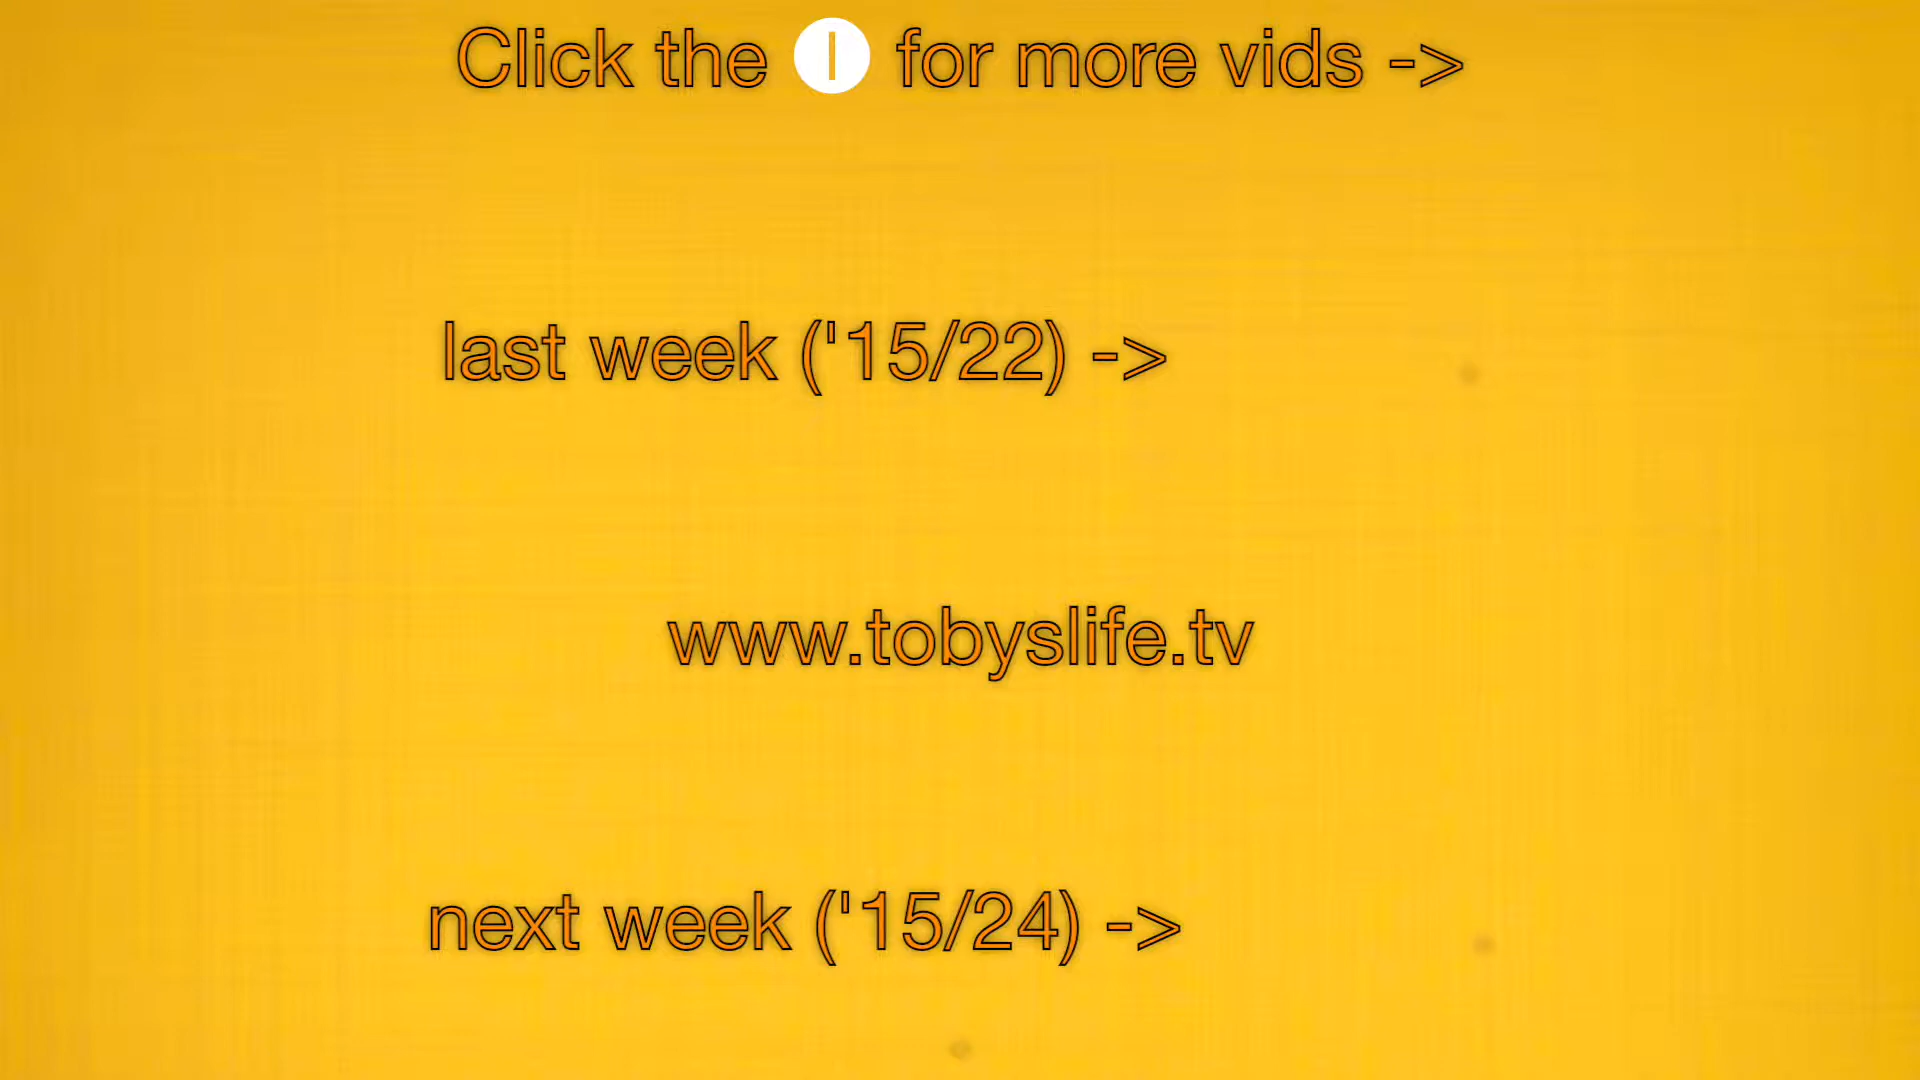 Click the I for more vids ->
last week ('15/22) ->
www.tobyslife.tv
next week ('15/24) ->